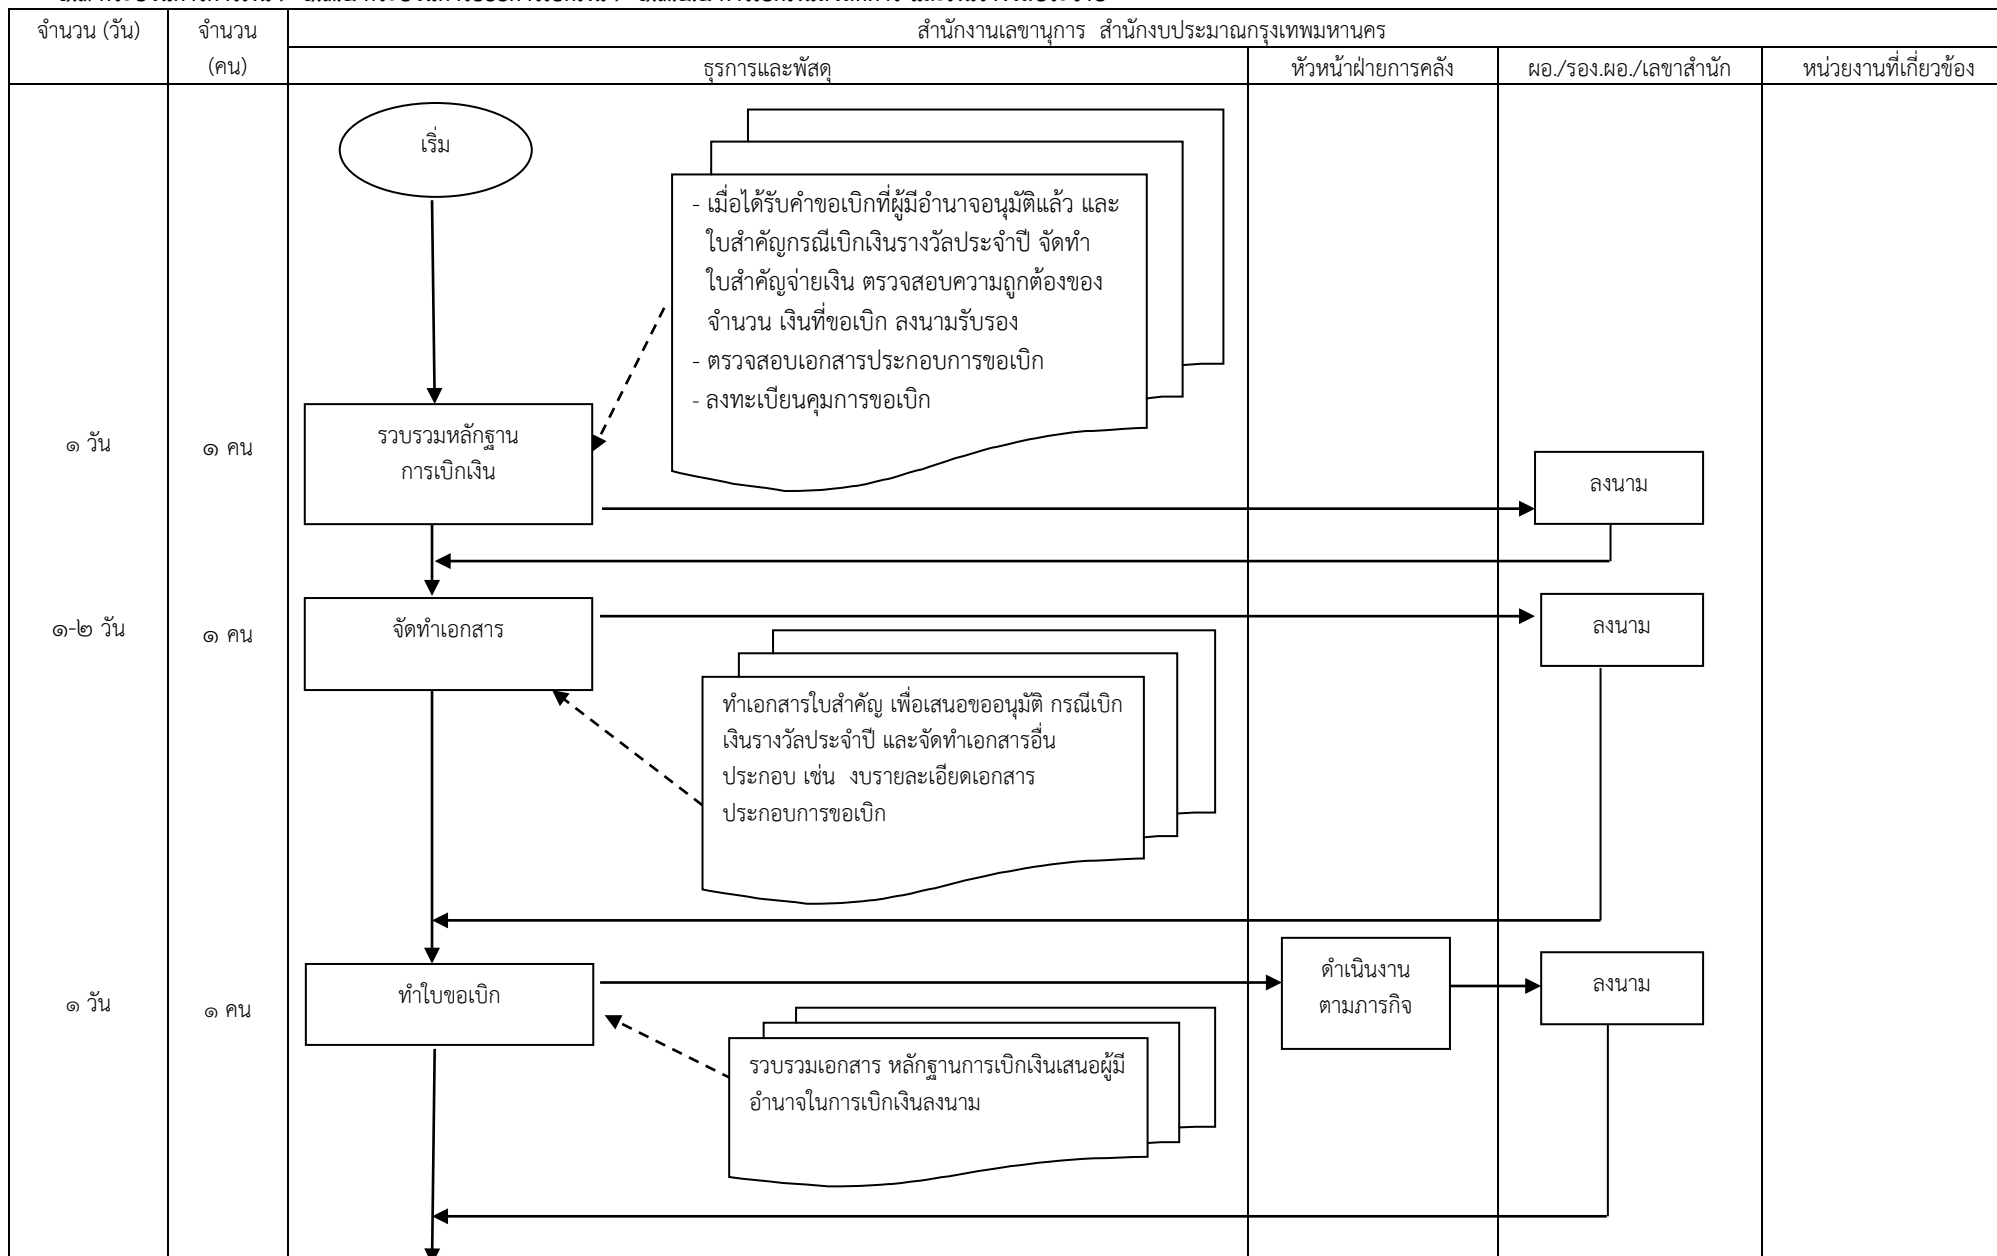 จำนวน (วัน)
จำนวน
(คน)
สำนักงานเลขานุการ สำนักงบประมาณกรุงเทพมหานคร
ธุรการและพัสดุ
หัวหน้าฝ่ายการคลัง
ผอ./รอง.ผอ./เลขาสำนัก
หน่วยงานที่เกี่ยวข้อง
เริ่ม
- เมื่อได้รับคำขอเบิกที่ผู้มีอำนาจอนุมัติแล้ว และ
ใบสำคัญกรณีเบิกเงินรางวัลประจำปี จัดทำ
ใบสำคัญจ่ายเงิน ตรวจสอบความถูกต้องของ
จำนวน เงินที่ขอเบิก ลงนามรับรอง
- ตรวจสอบเอกสารประกอบการขอเบิก
- ลงทะเบียนคุมการขอเบิก
๑ วัน
๑ คน
รวบรวมหลักฐาน
การเบิกเงิน
ลงนาม
๑-๒ วัน
๑ คน
จัดทำเอกสาร
ลงนาม
ทำเอกสารใบสำคัญ เพื่อเสนอขออนุมัติ กรณีเบิก
เงินรางวัลประจำปี และจัดทำเอกสารอื่น
ประกอบ เช่น งบรายละเอียดเอกสาร
ประกอบการขอเบิก
๑ วัน
๑ คน
ทำใบขอเบิก
ดำเนินงาน
ตามภารกิจ
ลงนาม
รวบรวมเอกสาร หลักฐานการเบิกเงินเสนอผู้มี
อำนาจในการเบิกเงินลงนาม